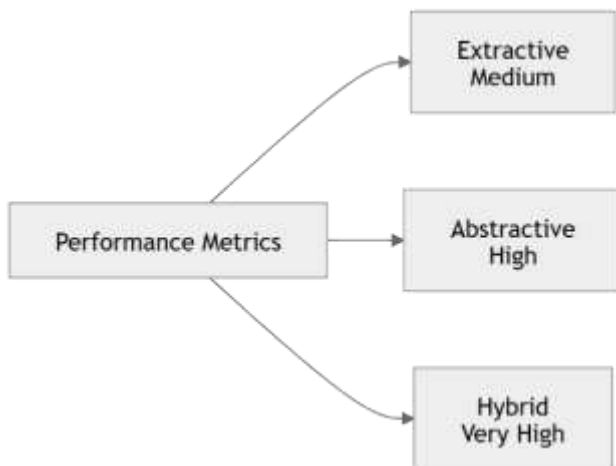 Extractive
Medium
Performance Metrics
Abstractive
High
Hybrid
Very High